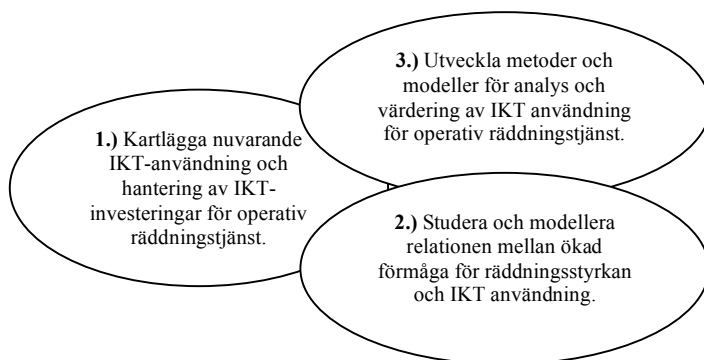 1.) Kartlägga nuvarande
IKT-användning och
hantering av IKT-
investeringar för operativ
räddningstjänst.
3.) Utveckla metoder och
modeller för analys och
värdering av IKT användning
för operativ räddningstjänst.
2.) Studera och modellera
relationen mellan ökad
förmåga för räddningsstyrkan
och IKT användning.